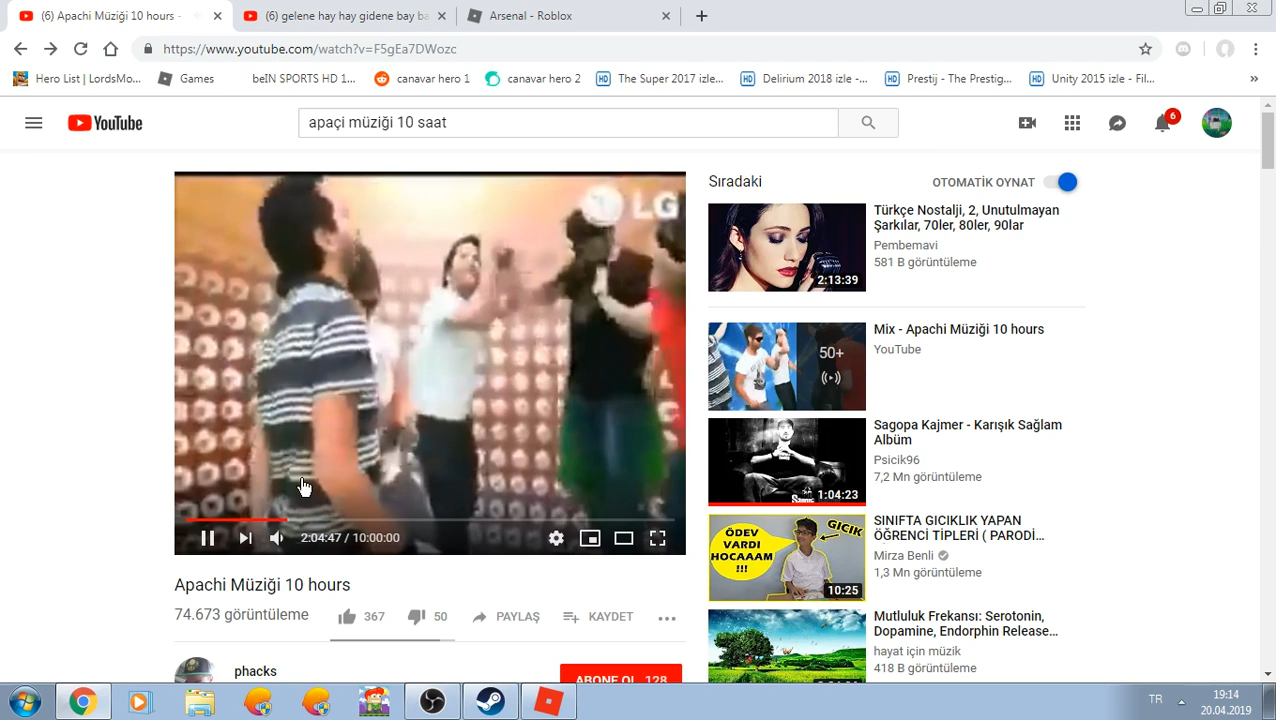 (6) Apachi Müziği 10 hours -
(6) gelene hay hay gidene bay ba
Arsenal - Roblox
https://www.youtube.com/watch?v=F5gEa7DWozc
Hero List | LordsMo...
Games
beIN SPORTS HD 1...
canavar hero 1
canavar hero 2
The Super 2017 izle...
Delirium 2018 izle -...
Prestij - The Prestig...
Unity 2015 izle - Fil...
YouTube
apaçi müziği 10 saat
6
LG
2:04:47 / 10:00:00
Apachi Müziği 10 hours
74.673 görüntüleme
367
50
PAYLAŞ
KAYDET
phacks
ABONE OL 128
Sıradaki
OTOMATİK OYNAT
Türkçe Nostalji, 2, Unutulmayan
Şarkılar, 70ler, 80ler, 90lar
Pembemavi
581 B görüntüleme
2:13:39
50+
Mix - Apachi Müziği 10 hours
YouTube
Sagopa Kajmer - Karışık Sağlam
Albüm
Psicik96
7,2 Mn görüntüleme
1:04:23
ÖDEV
VARDI
HOCAAAM
!!!
GICIK
10:25
SINIFTA GICIKLIK YAPAN
ÖĞRENCİ TİPLERİ ( PARODİ...
Mirza Benli
1,3 Mn görüntüleme
Mutluluk Frekansı: Serotonin,
Dopamine, Endorphin Release...
hayat için müzik
418 B görüntüleme
TR
19:14
20.04.2019